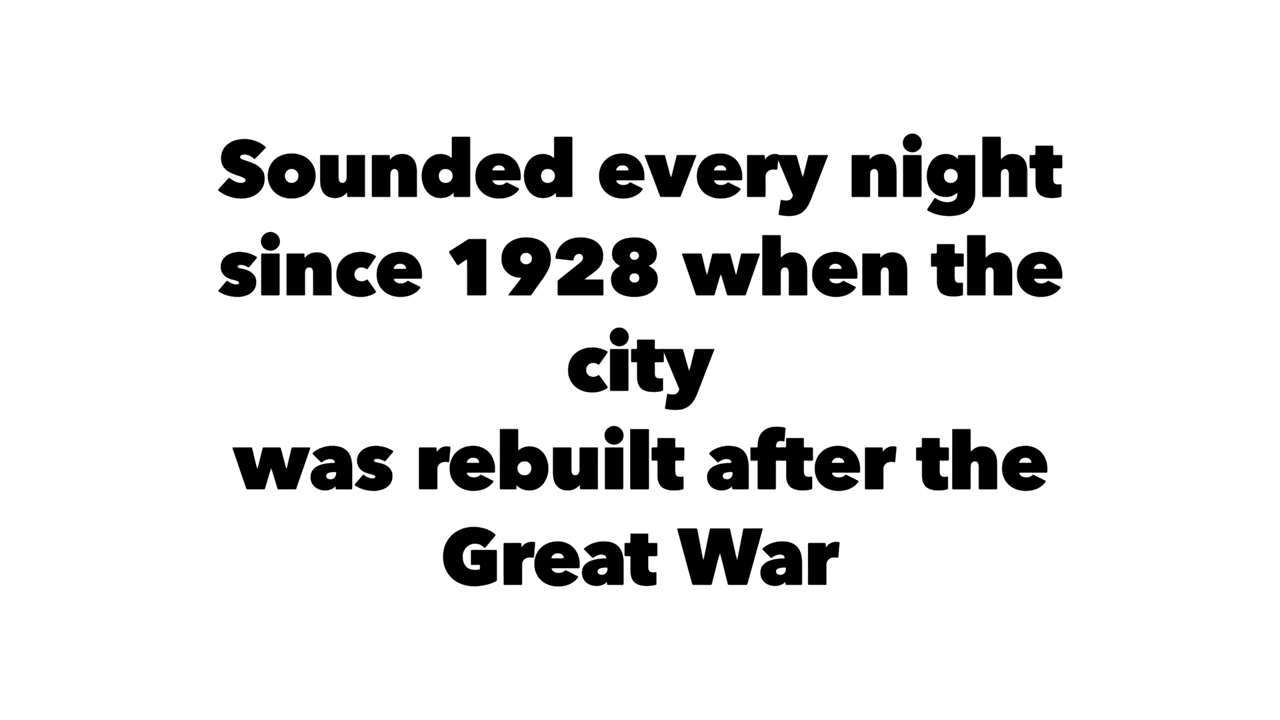 Sounded every night
since 1928 when the
city
was rebuilt after the
Great War